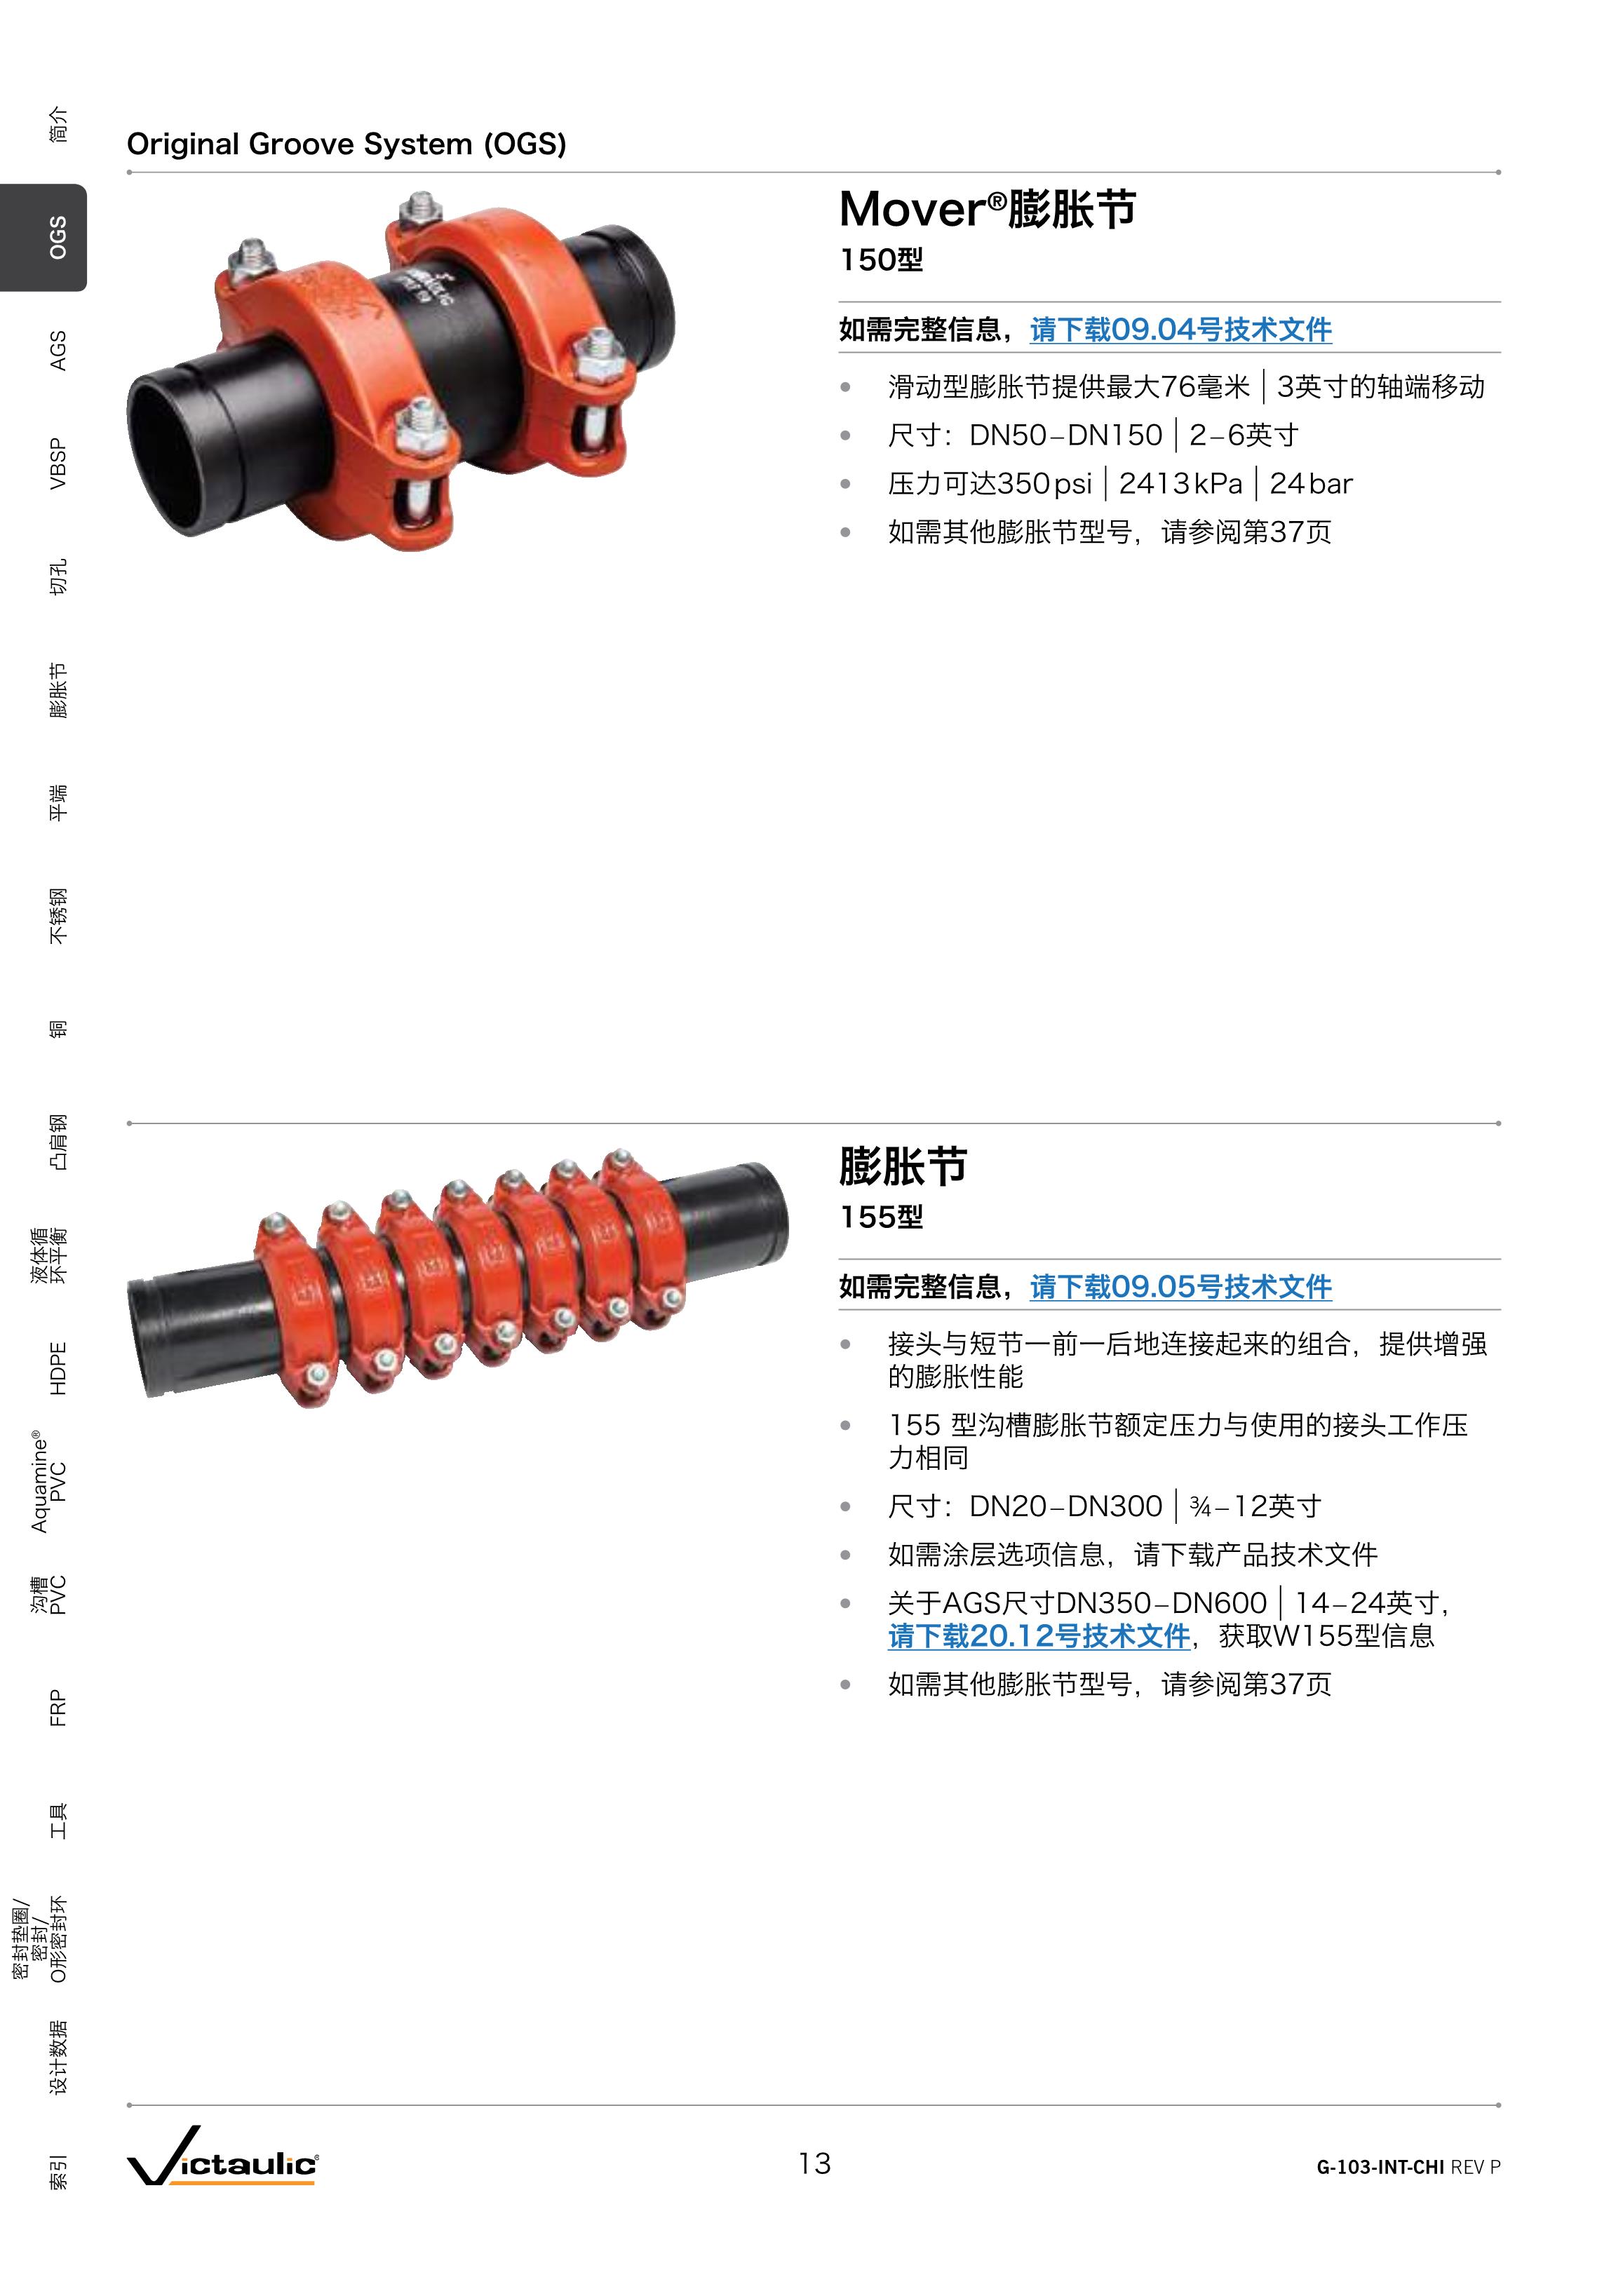 Original Groove System (OGS)
Mover®膨胀节
150型
如需完整信息，请下载09.04号技术文件
• 滑动型膨胀节提供最大76毫米 | 3英寸的轴端移动
• 尺寸：DN50–DN150 | 2–6英寸
• 压力可达350psi | 2413kPa | 24bar
• 如需其他膨胀节型号，请参阅第37页
膨胀节
155型
如需完整信息，请下载09.05号技术文件
• 接头与短节一前一后地连接起来的组合，提供增强
的膨胀性能
• 155 型沟槽膨胀节额定压力与使用的接头工作压
力相同
• 尺寸：DN20–DN300 | ¾–12英寸
• 如需涂层选项信息，请下载产品技术文件
• 关于AGS尺寸DN350–DN600 | 14–24英寸，
请下载20.12号技术文件，获取W155型信息
• 如需其他膨胀节型号，请参阅第37页
简介
OGS
AGS
VBSP
切孔
膨胀节
平端
不锈钢
铜
凸肩钢
液体循
环平衡
HDPE
Aquamine®
PVC
沟槽
PVC
FRP
工具
密封垫圈/
密封/
O形密封环
设计数据
索引
Victaulic®
13
G-103-INT-CHI REV P